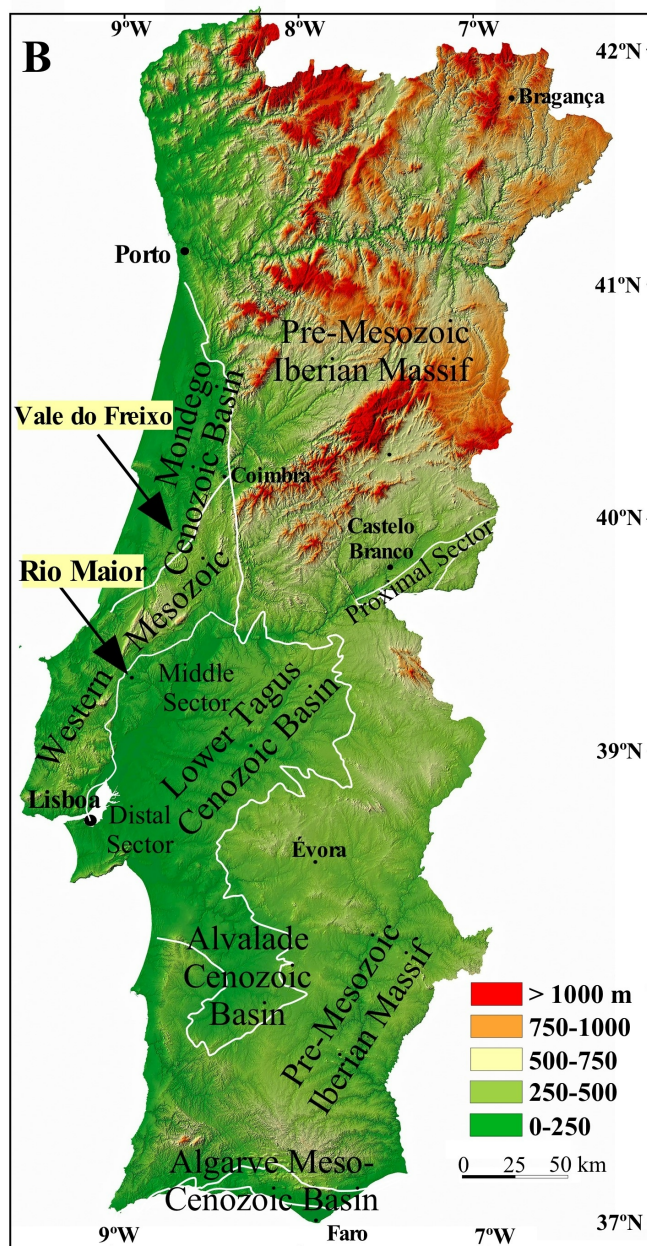 B
9ºW
8ºW
7ºW
42ºN
Bragança
Porto
41ºN
Pre-Mesozoic
Iberian Massif
Vale do Freixo
Mondego
Cenozoic Basin
Coimbra
40ºN
Castelo
Branco
Proximal Sector
Rio Maior
Western Mesozoic
Middle
Sector
Lower Tagus
Cenozoic Basin
39ºN
Lisboa
Distal
Sector
Évora
Alvalade
Cenozoic
Basin
Pre-Mesozoic
Iberian Massif
> 1000 m
750-1000
500-750
250-500
0-250
0 25 50 km
Algarve Meso-
Cenozoic Basin
37ºN
9ºW
Faro
7ºW